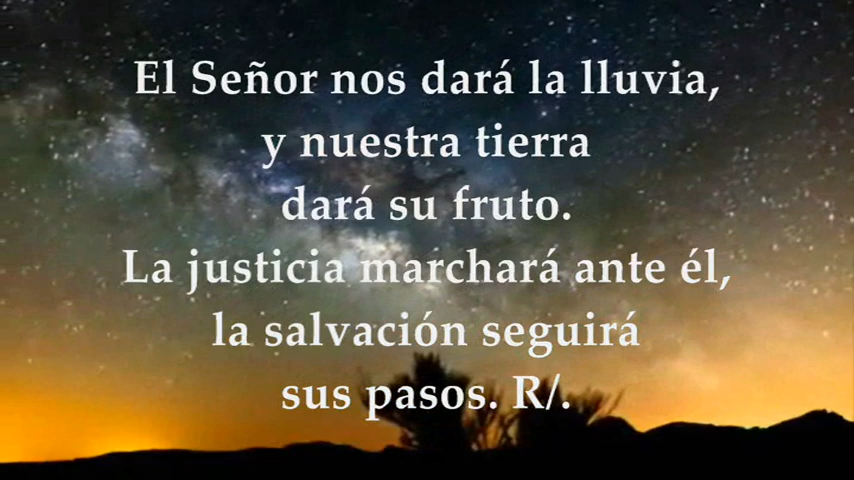 El Señor nos dará la lluvia,
y nuestra tierra
dará su fruto.
La justicia marchará ante él,
la salvación seguirá
sus pasos. R/.